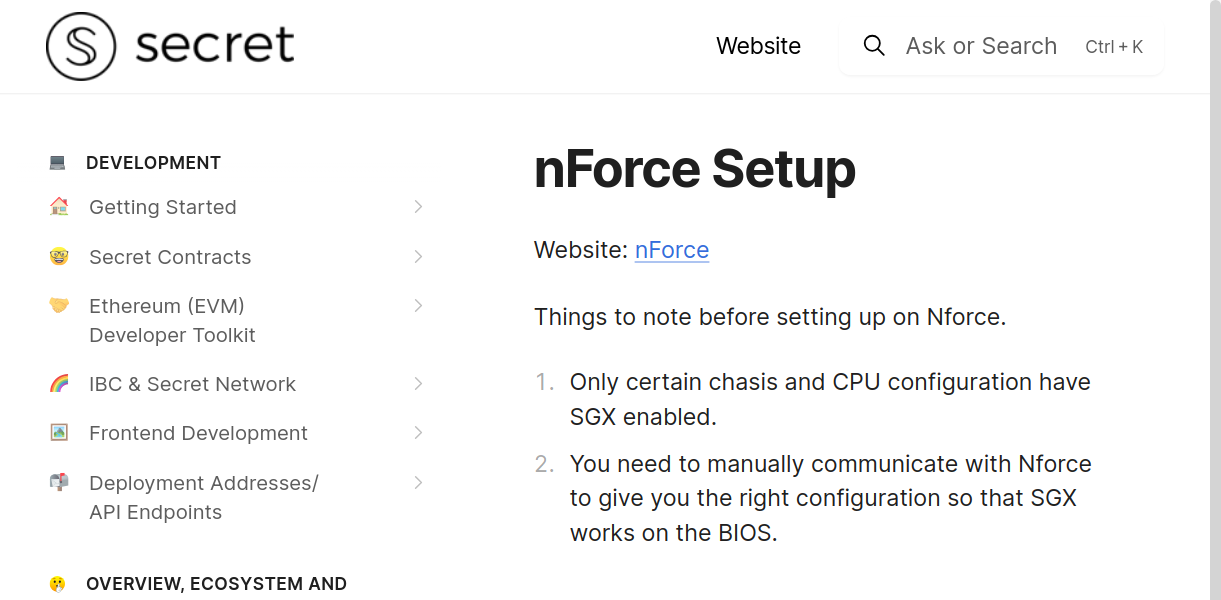 secret
Website
Ask or Search
Ctrl + K
DEVELOPMENT
Getting Started
Secret Contracts
Ethereum (EVM)
Developer Toolkit
IBC & Secret Network
Frontend Development
Deployment Addresses/
API Endpoints
OVERVIEW, ECOSYSTEM AND
nForce Setup
Website: nForce
Things to note before setting up on Nforce.
1. Only certain chasis and CPU configuration have
SGX enabled.
2. You need to manually communicate with Nforce
to give you the right configuration so that SGX
works on the BIOS.